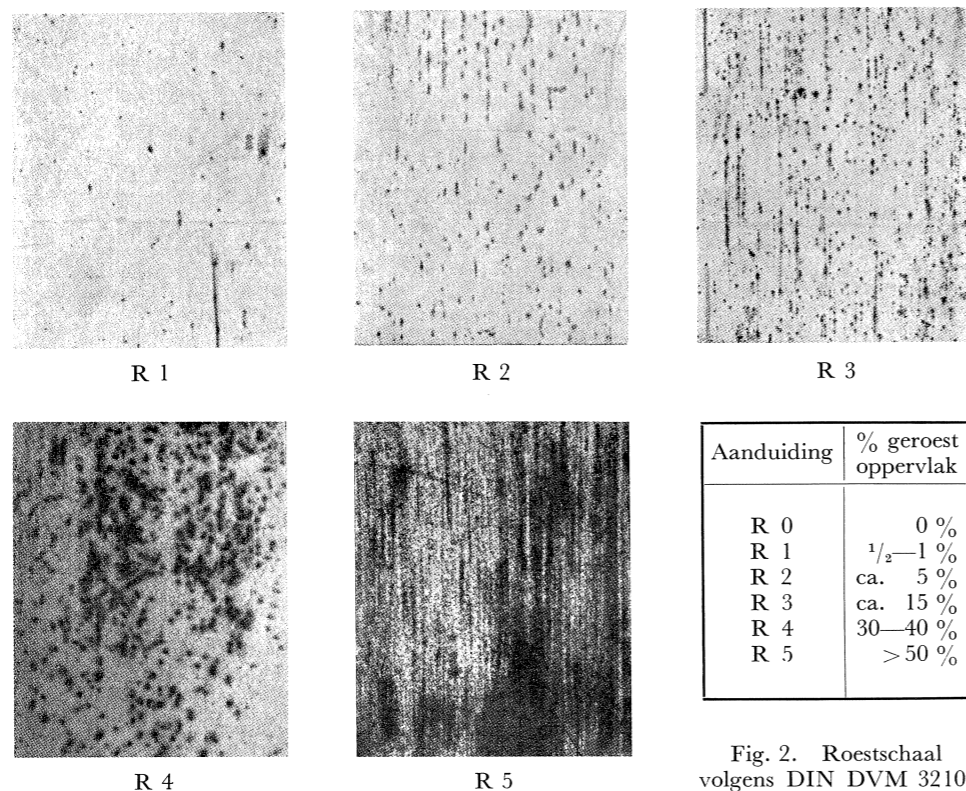 R 1
R 2
R 3
R 4
R 5
Aanduiding
% geroest
oppervlak
R 0 0 %
R 1 ¹/₂—1 %
R 2 ca. 5 %
R 3 ca. 15 %
R 4 30—40 %
R 5 >50 %
Fig. 2. Roestschaal
volgens DIN DVM 3210